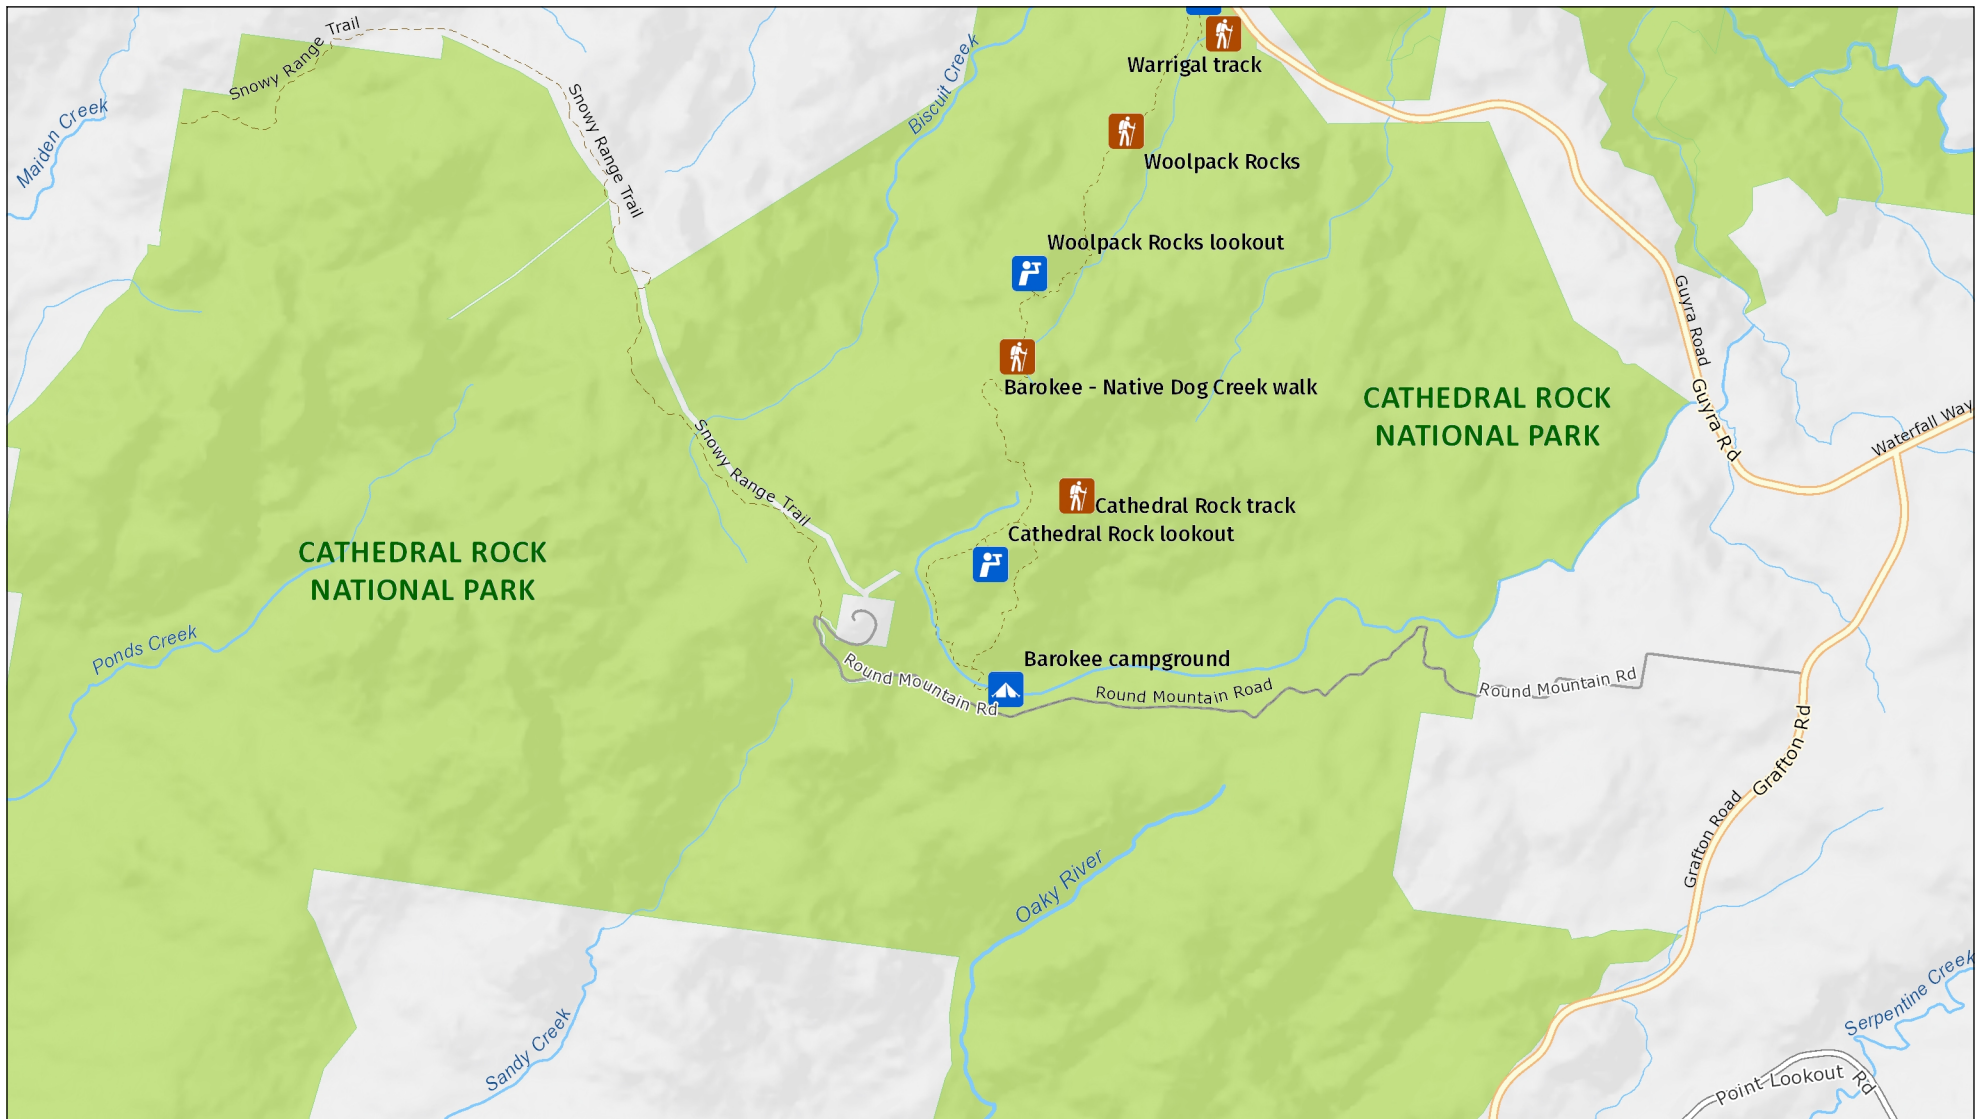 Snowy Range Trail
Maiden Creek
Snowy Range Trail
Biscuit Creek
Warrigal track
Woolpack Rocks
Woolpack Rocks lookout
Barokee - Native Dog Creek walk
Guyra Road
Guyra Rd
Waterfall Way
CATHEDRAL ROCK
NATIONAL PARK
Snowy Range Trail
Cathedral Rock track
Cathedral Rock lookout
CATHEDRAL ROCK
NATIONAL PARK
Ponds Creek
Barokee campground
Round Mountain Rd
Round Mountain Road
Round Mountain Rd
Grafton Rd
Grafton Road
Oaky River
Sandy Creek
Serpentine Creek
Point Lookout Rd